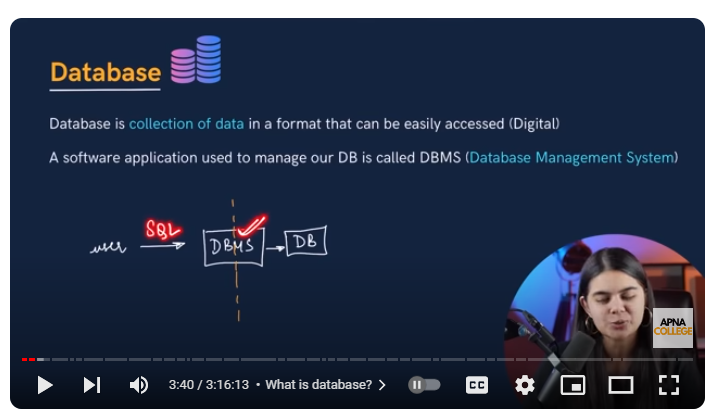 Database
Database is collection of data in a format that can be easily accessed (Digital)
A software application used to manage our DB is called DBMS (Database Management System)
SQL
user
DBMS
DB
APNA
COLLEGE
3:40 / 3:16:13 • What is database? >
CC